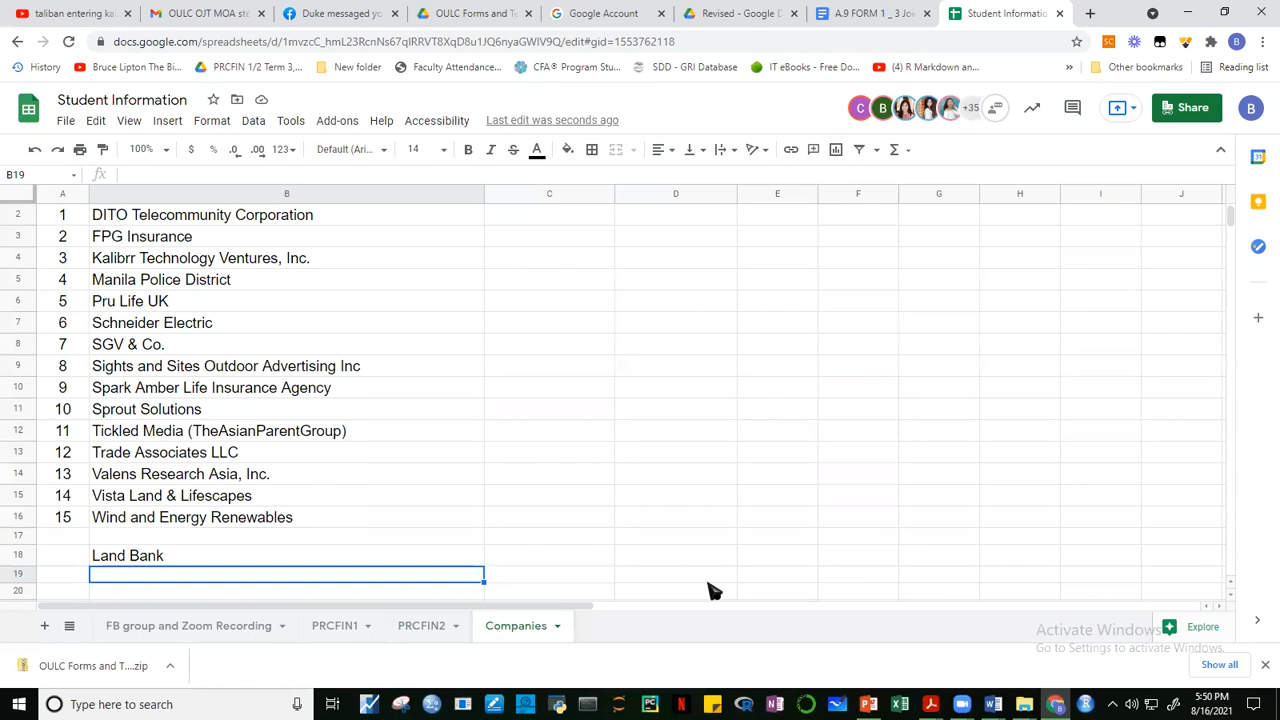 taliban entering ka
OULC OJT MOA ste
Duke messaged yo
OULC Forms and Te
Google Account
Revised - Google D
A.9 FORM 1 _ 3 Joi
Student Informatio
docs.google.com/spreadsheets/d/1mvzcC_hmL23RcnNs67qlRRVT8XqD8u1JQ6nyaGWIV9Q/edit#gid=1553762118
SC
B
History
Bruce Lipton The Bi...
PRCFIN 1/2 Term 3,...
New folder
Faculty Attendance...
CFA® Program Stu...
SDD - GRI Database
IT eBooks - Free Do...
(4) R Markdown an...
»
Other bookmarks
Reading list
Student Information
File Edit View Insert Format Data Tools Add-ons Help Accessibility Last edit was seconds ago
C B +35
Share
B
100% $ % .0 .00 123 Default (Ari... 14 B I S A
B19 fx
A B C D E F G H I J
2 1 DITO Telecommunity Corporation
3 2 FPG Insurance
4 3 Kalibrr Technology Ventures, Inc.
5 4 Manila Police District
6 5 Pru Life UK
7 6 Schneider Electric
8 7 SGV & Co.
9 8 Sights and Sites Outdoor Advertising Inc
10 9 Spark Amber Life Insurance Agency
11 10 Sprout Solutions
12 11 Tickled Media (TheAsianParentGroup)
13 12 Trade Associates LLC
14 13 Valens Research Asia, Inc.
15 14 Vista Land & Lifescapes
16 15 Wind and Energy Renewables
17
18 Land Bank
19
20
FB group and Zoom Recording PRCFIN1 PRCFIN2 Companies
Explore
Activate Windows
Go to Settings to activate Windows.
OULC Forms and T....zip
Show all
Type here to search
5:50 PM
8/16/2021